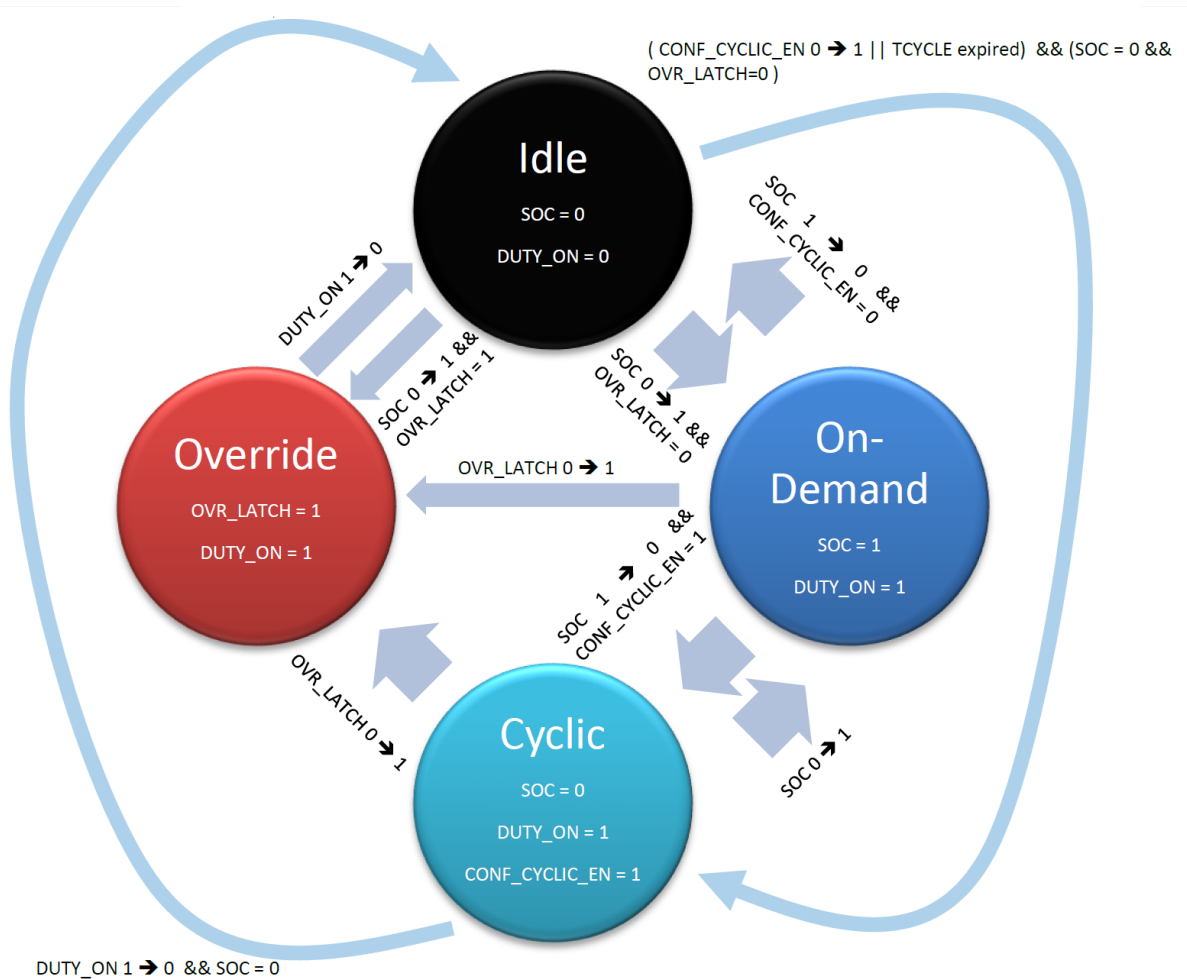 ( CONF_CYCLIC_EN 0 ➔ 1 || TCYCLE expired) && (SOC = 0 &&
OVR_LATCH=0 )
Idle
SOC = 0
DUTY_ON = 0
SOC 1 ➔ 0 &&
CONF_CYCLIC_EN = 0
DUTY_ON 1 ➔ 0
SOC 0 ➔ 1 &&
OVR_LATCH = 1
SOC 0 ➔ 1 &&
OVR_LATCH = 0
Override
OVR_LATCH = 1
DUTY_ON = 1
OVR_LATCH 0 ➔ 1
On-
Demand
SOC = 1
DUTY_ON = 1
SOC 1 ➔ 0 &&
CONF_CYCLIC_EN = 1
OVR_LATCH 0 ➔ 1
SOC 0 ➔ 1
Cyclic
SOC = 0
DUTY_ON = 1
CONF_CYCLIC_EN = 1
DUTY_ON 1 ➔ 0 && SOC = 0